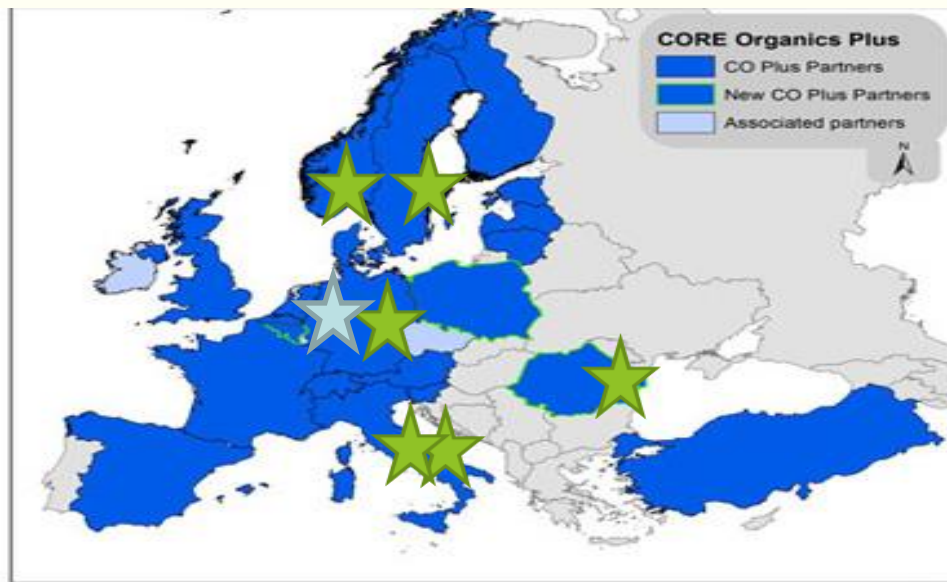 CORE Organics Plus
CO Plus Partners
New CO Plus Partners
Associated partners
N